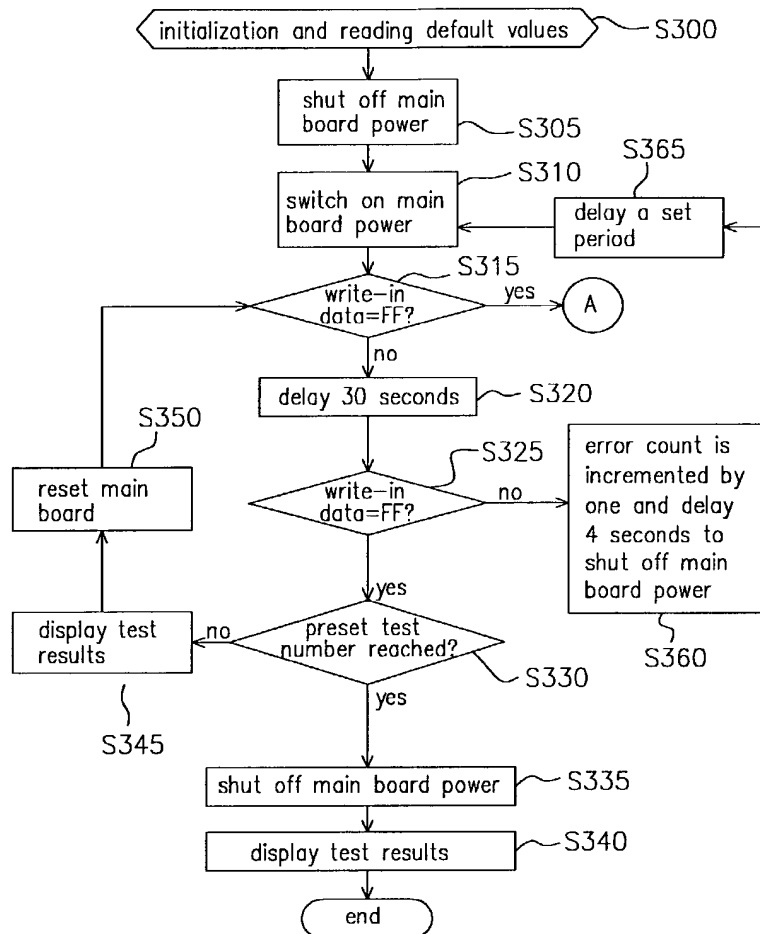 initialization and reading default values
S300
shut off main
board power
S305
S310
switch on main
board power
S365
delay a set
period
S315
write-in
data=FF?
yes
A
no
delay 30 seconds
S320
S350
reset main
board
S325
write-in
data=FF?
no
error count is
incremented by
one and delay
4 seconds to
shut off main
board power
S360
yes
display test
results
S345
no
preset test
number reached?
S330
yes
shut off main board power
S335
display test results
S340
end